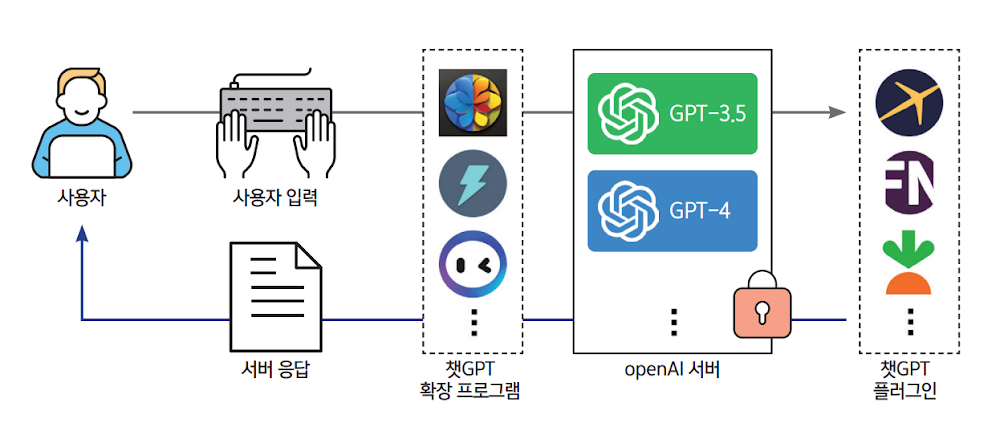 GPT-3.5
GPT-4
FN
사용자
사용자 입력
서버 응답
챗GPT
확장 프로그램
openAI 서버
챗GPT
플러그인